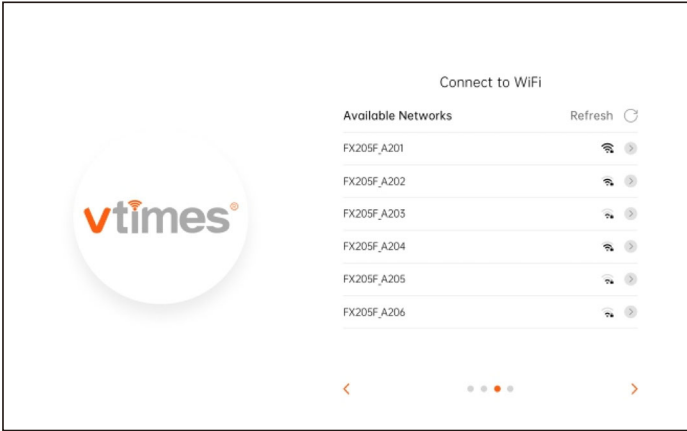 Connect to WiFi
Available Networks Refresh
FX205F_A201
FX205F_A202
FX205F_A203
vtimes®
FX205F_A204
FX205F_A205
FX205F_A206